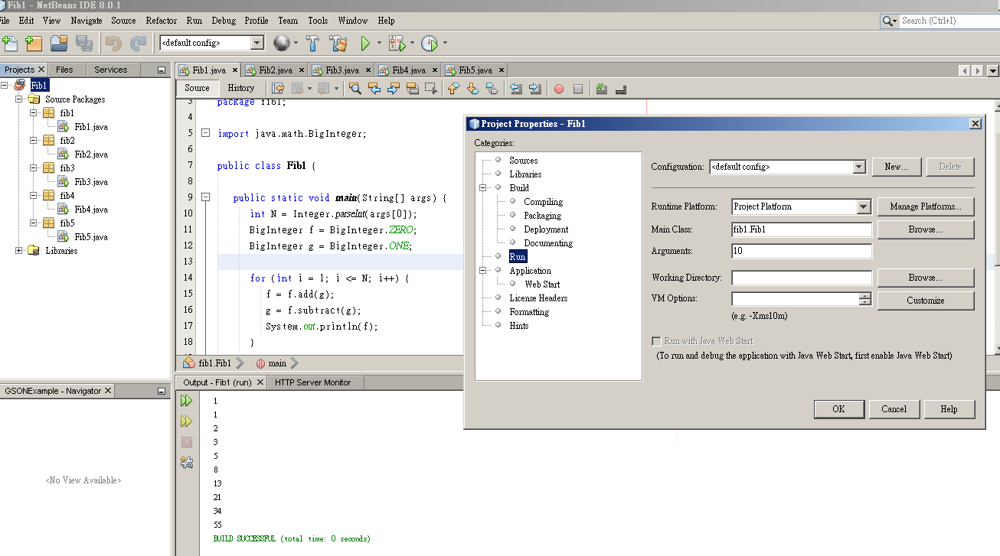 Fib1 - NetBeans IDE 8.0.1
File Edit View Navigate Source Refactor Run Debug Profile Team Tools Window Help
Search (Ctrl+I)
<default config>
Projects Files Services
Fib1
Source Packages
fib1
Fib1.java
fib2
Fib2.java
fib3
Fib3.java
fib4
Fib4.java
fib5
Fib5.java
Libraries
GSONExample - Navigator
<No View Available>
Fib1.java Fib2.java Fib3.java Fib4.java Fib5.java
Source History
3 package fib1;
4
5 import java.math.BigInteger;
6
7 public class Fib1 {
8
9 public static void main(String[] args) {
10 int N = Integer.parseInt(args[0]);
11 BigInteger f = BigInteger.ZERO;
12 BigInteger g = BigInteger.ONE;
13
14 for (int i = 1; i <= N; i++) {
15 f = f.add(g);
16 g = f.subtract(g);
17 System.out.println(f);
18 }
fib1.Fib1 main
Output - Fib1 (run) HTTP Server Monitor
1
1
2
3
5
8
13
21
34
55
BUILD SUCCESSFUL (total time: 0 seconds)
Project Properties - Fib1
Categories:
Sources
Libraries
Build
Compiling
Packaging
Deployment
Documenting
Run
Application
Web Start
License Headers
Formatting
Hints
Configuration: <default config> New... Delete
Runtime Platform: Project Platform Manage Platforms...
Main Class: fib1.Fib1 Browse...
Arguments: 10
Working Directory: Browse...
VM Options: Customize
(e.g. -Xms10m)
Run with Java Web Start
(To run and debug the application with Java Web Start, first enable Java Web Start)
OK Cancel Help